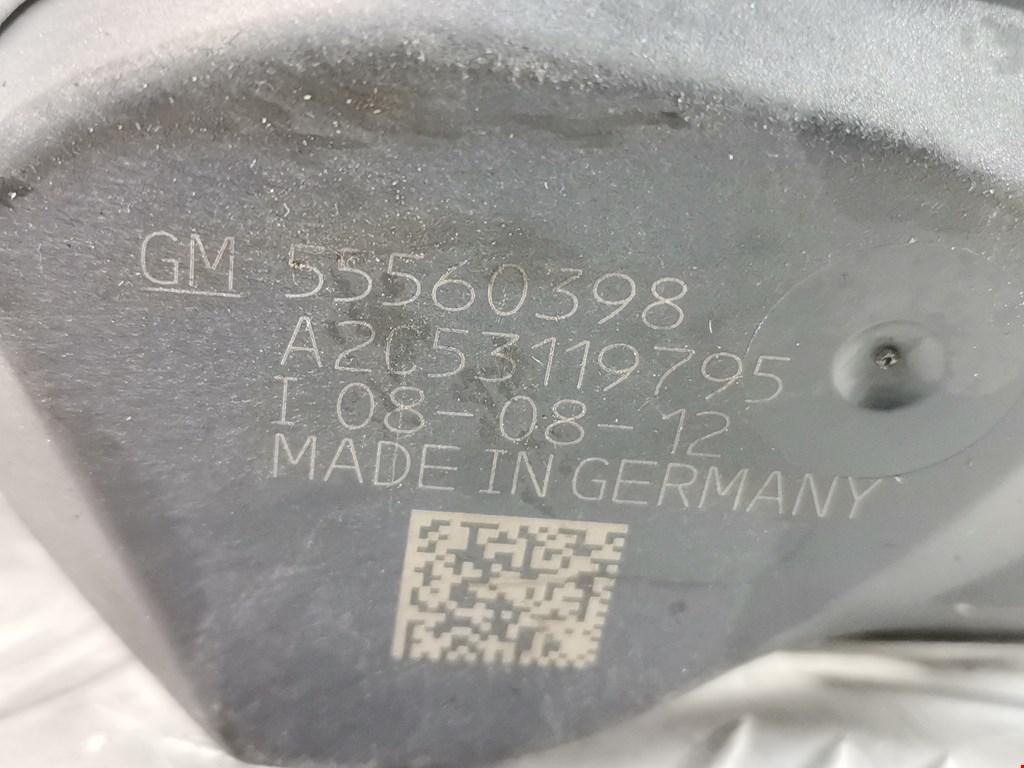 GM 55560398
A2C53119795
I 08-08-12
MADE IN GERMANY